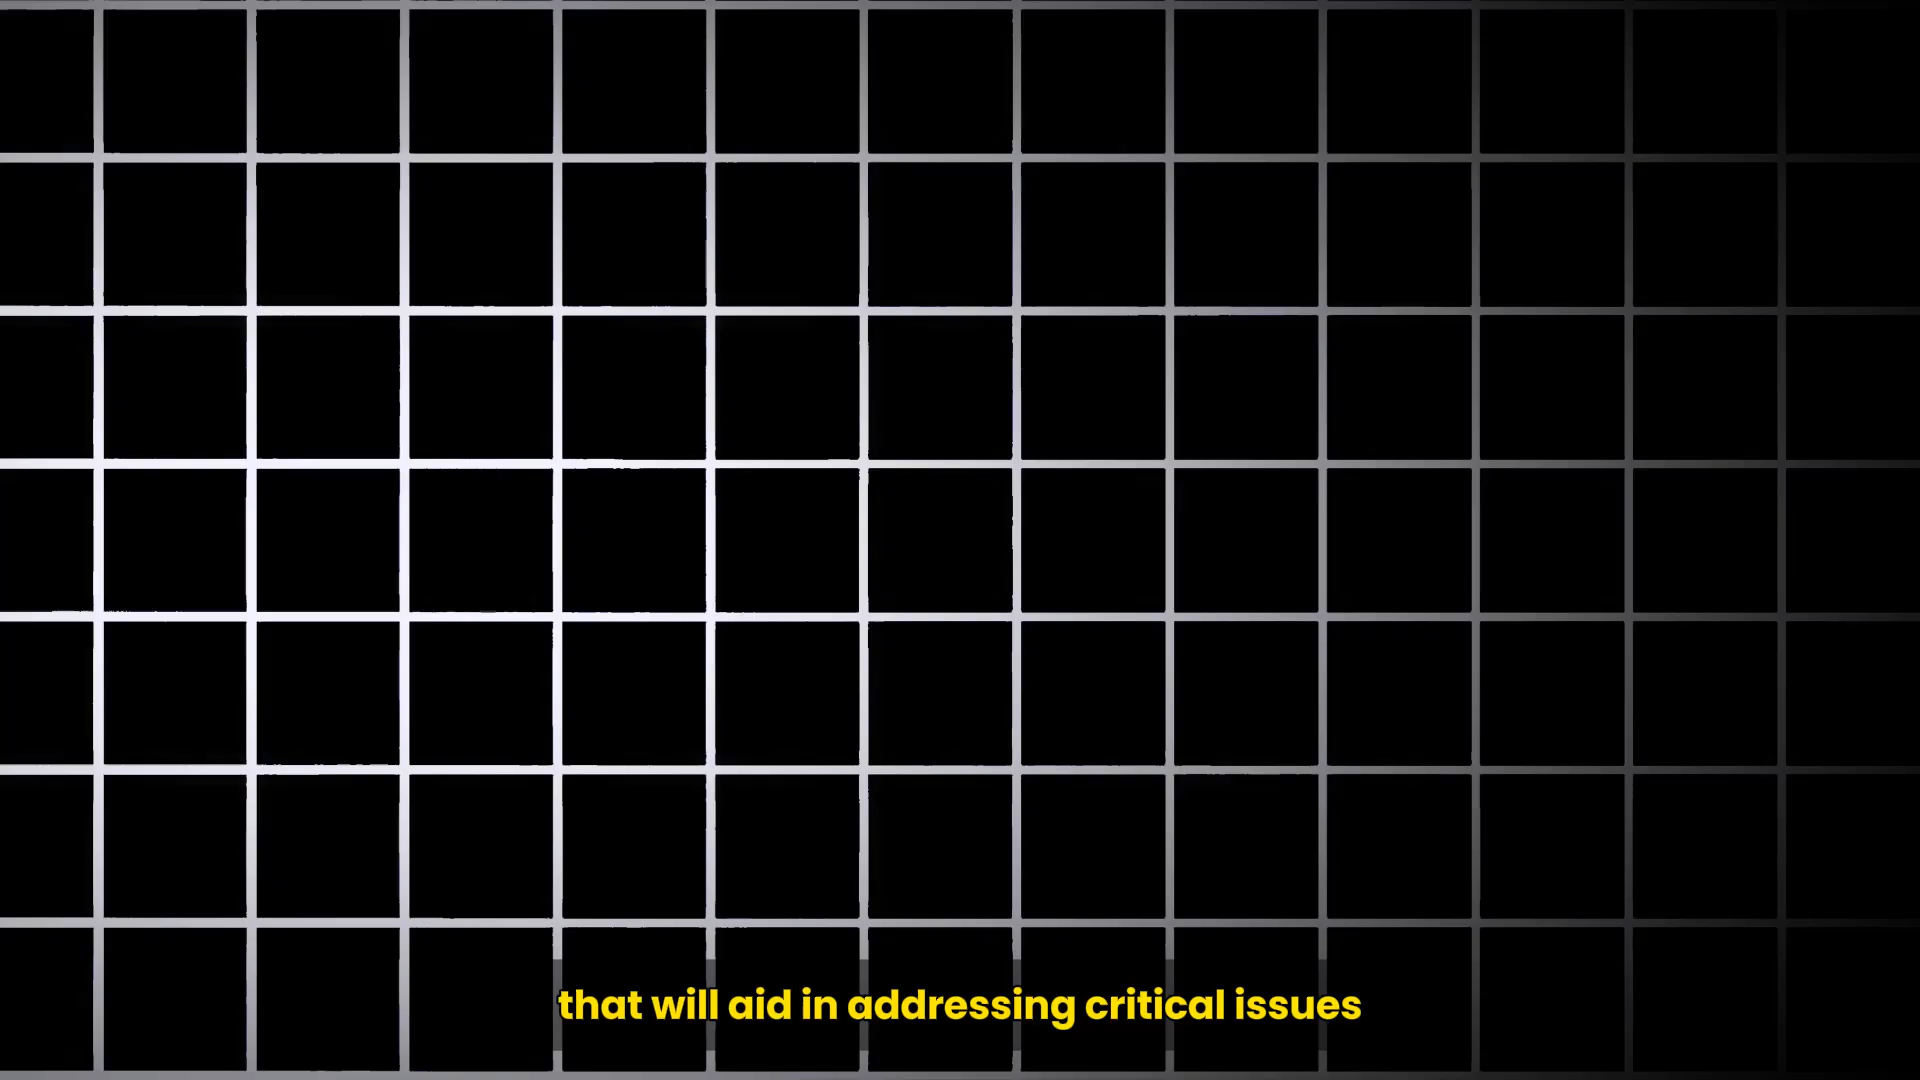 that will aid in addressing critical issues